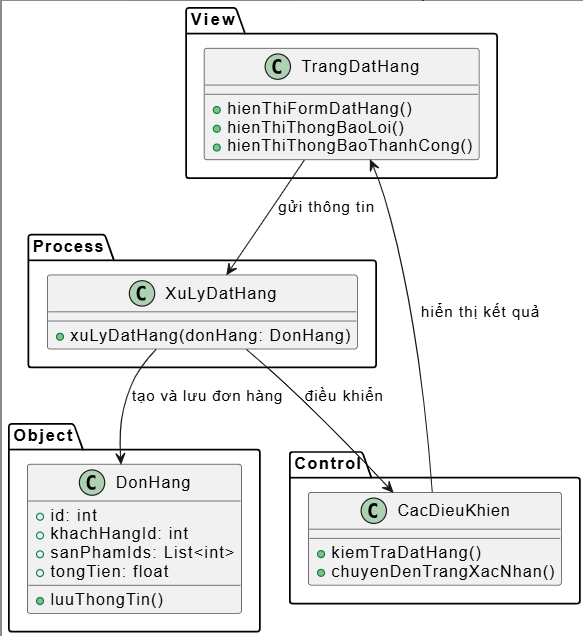 View
C TrangDatHang
hienThiFormDatHang()
hienThiThongBaoLoi()
hienThiThongBaoThanhCong()
gửi thông tin
Process
C XuLyDatHang
xuLyDatHang(donHang: DonHang)
hiển thị kết quả
tạo và lưu đơn hàng
điều khiển
Object
C DonHang
id: int
khachHangId: int
sanPhamIds: List<int>
tongTien: float
luuThongTin()
Control
C CacDieuKhien
kiemTraDatHang()
chuyenDenTrangXacNhan()